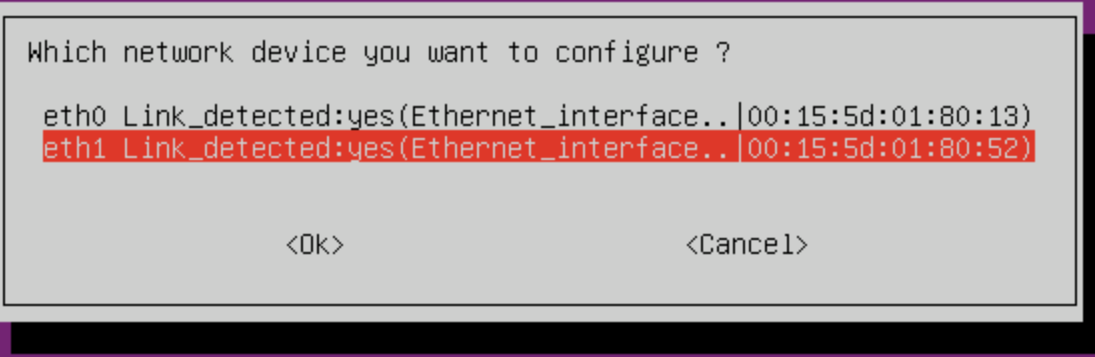 Which network device you want to configure ?
eth0 Link_detected:yes(Ethernet_interface..|00:15:5d:01:80:13)
eth1 Link_detected:yes(Ethernet_interface..|00:15:5d:01:80:52)
<Ok> <Cancel>